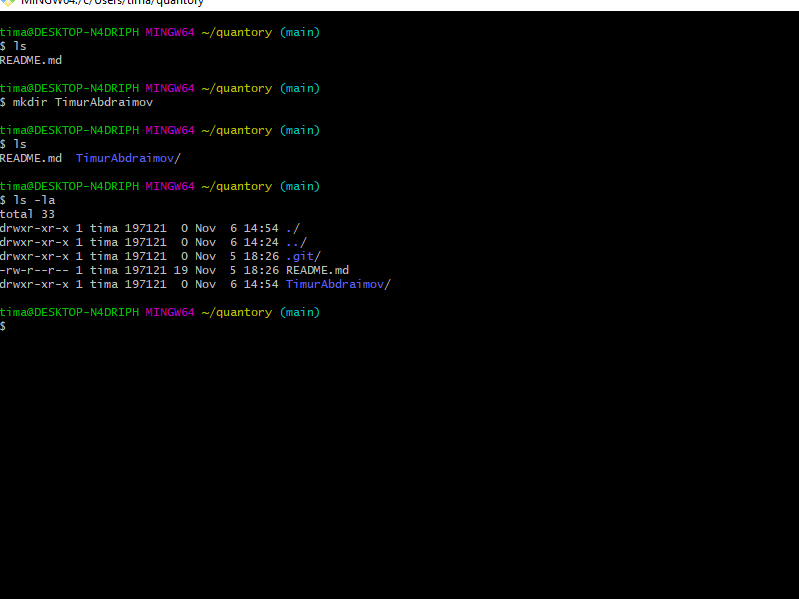 MINGW64:/c/Users/tima/quantory
tima@DESKTOP-N4DRIPH MINGW64 ~/quantory (main)
$ ls
README.md
tima@DESKTOP-N4DRIPH MINGW64 ~/quantory (main)
$ mkdir TimurAbdraimov
tima@DESKTOP-N4DRIPH MINGW64 ~/quantory (main)
$ ls
README.md  TimurAbdraimov/
tima@DESKTOP-N4DRIPH MINGW64 ~/quantory (main)
$ ls -la
total 33
drwxr-xr-x 1 tima 197121  0 Nov  6 14:54 ./
drwxr-xr-x 1 tima 197121  0 Nov  6 14:24 ../
drwxr-xr-x 1 tima 197121  0 Nov  5 18:26 .git/
-rw-r--r-- 1 tima 197121 19 Nov  5 18:26 README.md
drwxr-xr-x 1 tima 197121  0 Nov  6 14:54 TimurAbdraimov/
tima@DESKTOP-N4DRIPH MINGW64 ~/quantory (main)
$